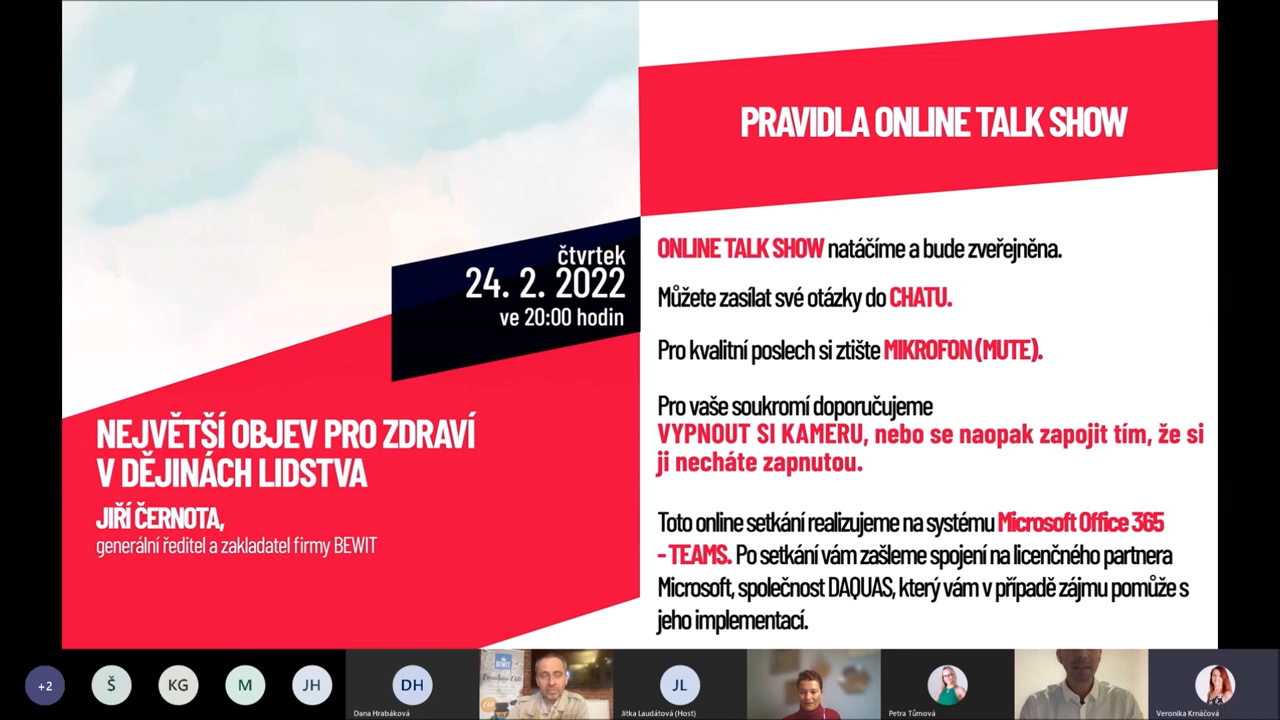 čtvrtek
24. 2. 2022
ve 20:00 hodin
NEJVĚTŠÍ OBJEV PRO ZDRAVÍ
V DĚJINÁCH LIDSTVA
JIŘÍ ČERNOTA,
generální ředitel a zakladatel firmy BEWIT
PRAVIDLA ONLINE TALK SHOW
ONLINE TALK SHOW natáčíme a bude zveřejněna.
Můžete zasílat své otázky do CHATU.
Pro kvalitní poslech si ztište MIKROFON (MUTE).
Pro vaše soukromí doporučujeme
VYPNOUT SI KAMERU, nebo se naopak zapojit tím, že si
ji necháte zapnutou.
Toto online setkání realizujeme na systému Microsoft Office 365
- TEAMS. Po setkání vám zašleme spojení na licenčného partnera
Microsoft, společnost DAQUAS, který vám v případě zájmu pomůže s
jeho implementací.
+2
Š
KG
M
JH
DH
Dana Hrabáková
BEWIT
JL
Jitka Laudátová (Host)
Petra Tůmová
Veronika Krnáčová